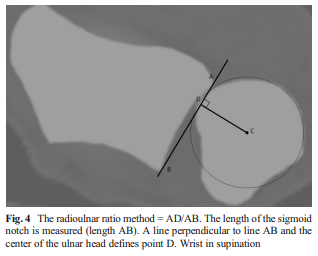 A
D
C
B
Fig. 4 The radioulnar ratio method = AD/AB. The length of the sigmoid
notch is measured (length AB). A line perpendicular to line AB and the
center of the ulnar head defines point D. Wrist in supination